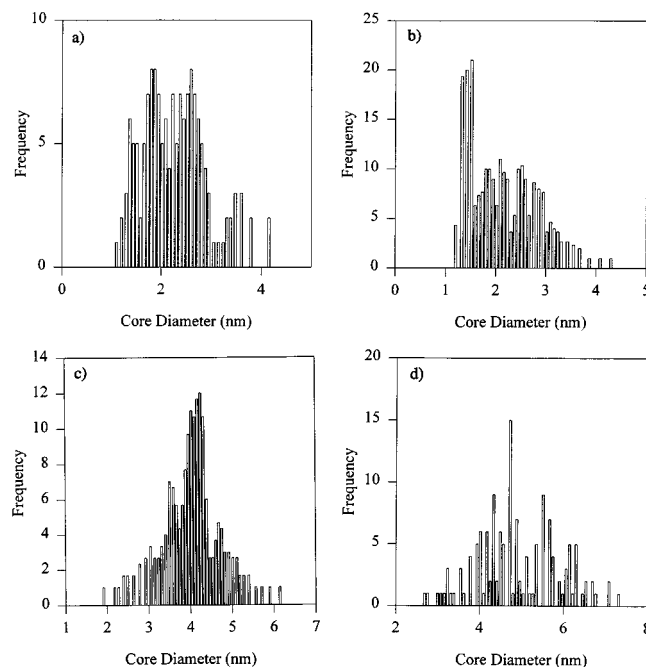 a)
10
5
0
Frequency
0 2 4
Core Diameter (nm)
b)
25
20
15
10
5
0
Frequency
0 1 2 3 4 5
Core Diameter (nm)
c)
14
12
10
8
6
4
2
0
Frequency
1 2 3 4 5 6 7
Core Diameter (nm)
d)
20
15
10
5
0
Frequency
2 4 6 8
Core Diameter (nm)